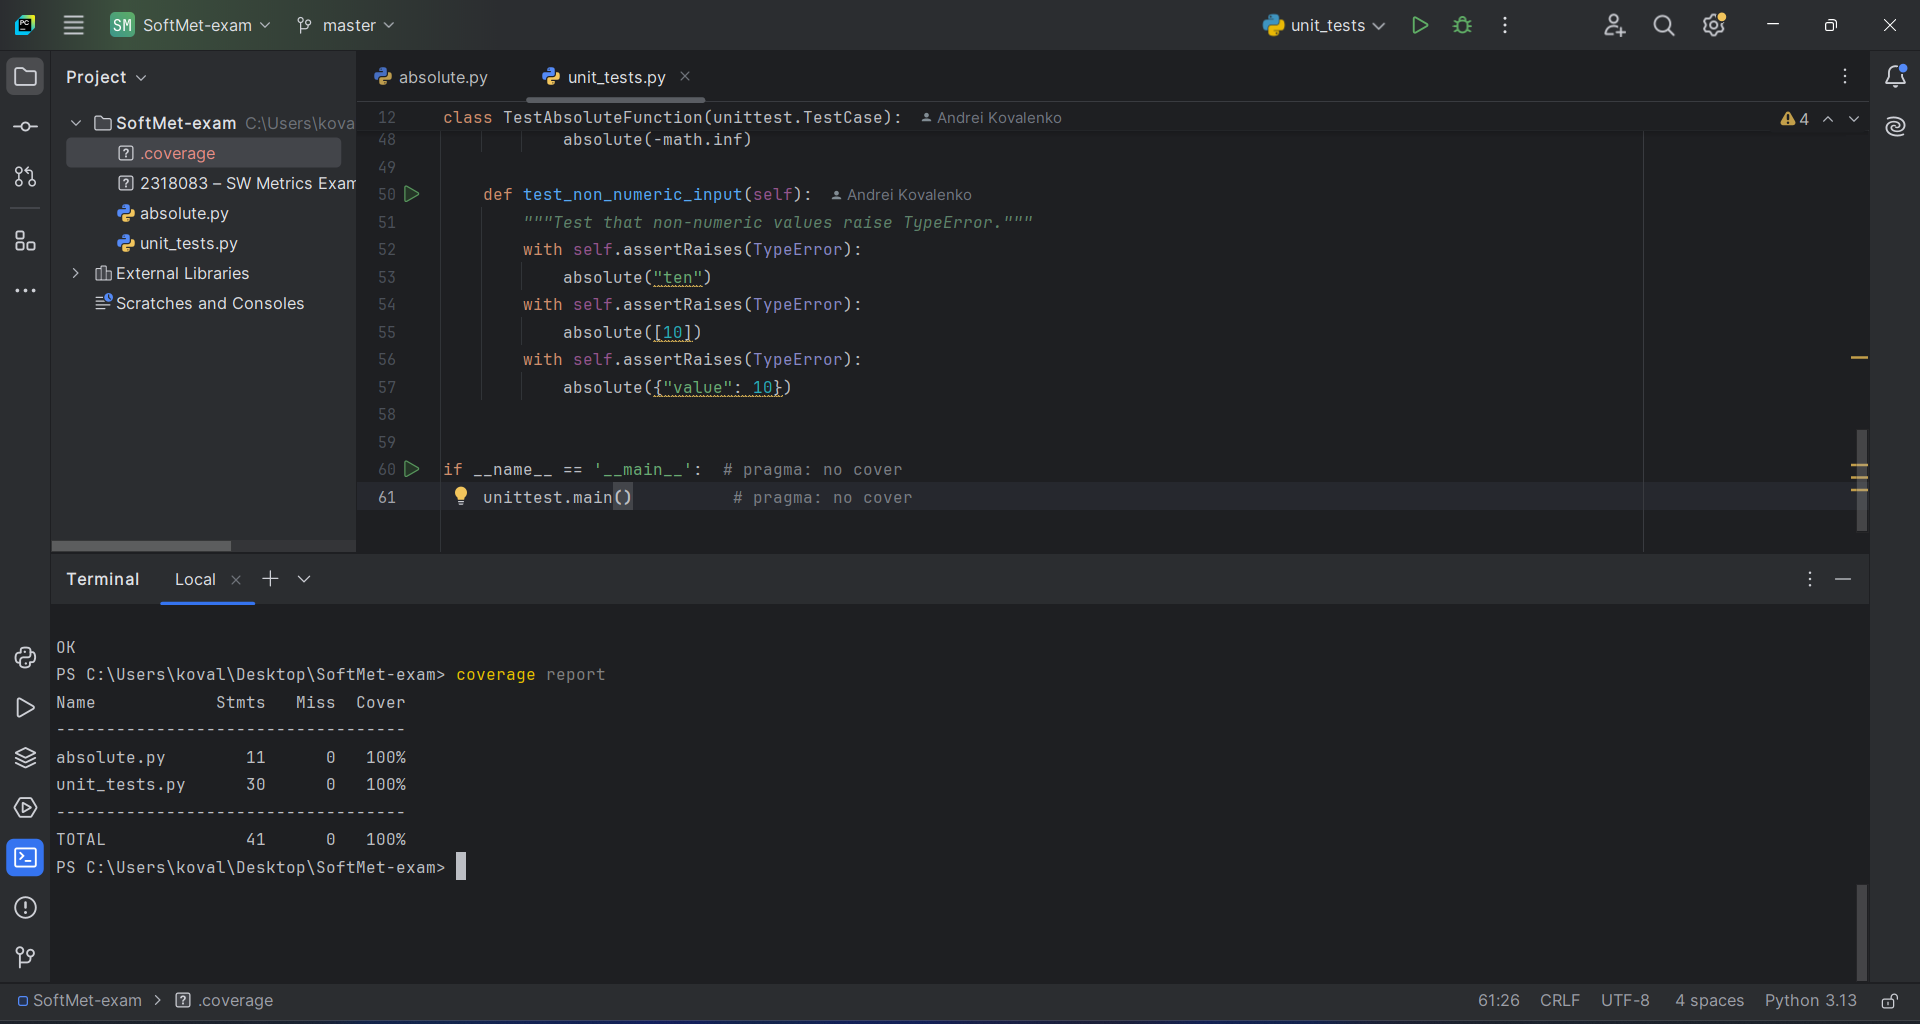 SM SoftMet-exam master unit_tests
Project
SoftMet-exam C:\Users\kova
.coverage
2318083 – SW Metrics Exam
absolute.py
unit_tests.py
External Libraries
Scratches and Consoles
absolute.py unit_tests.py
12 class TestAbsoluteFunction(unittest.TestCase): Andrei Kovalenko 4
48 absolute(-math.inf)
49
50 def test_non_numeric_input(self): Andrei Kovalenko
51 """Test that non-numeric values raise TypeError."""
52 with self.assertRaises(TypeError):
53 absolute("ten")
54 with self.assertRaises(TypeError):
55 absolute([10])
56 with self.assertRaises(TypeError):
57 absolute({"value": 10})
58
59
60 if __name__ == '__main__': # pragma: no cover
61 unittest.main() # pragma: no cover
Terminal Local
OK
PS C:\Users\koval\Desktop\SoftMet-exam> coverage report
Name Stmts Miss Cover
-----------------------------------
absolute.py 11 0 100%
unit_tests.py 30 0 100%
-----------------------------------
TOTAL 41 0 100%
PS C:\Users\koval\Desktop\SoftMet-exam>
SoftMet-exam > .coverage 61:26 CRLF UTF-8 4 spaces Python 3.13